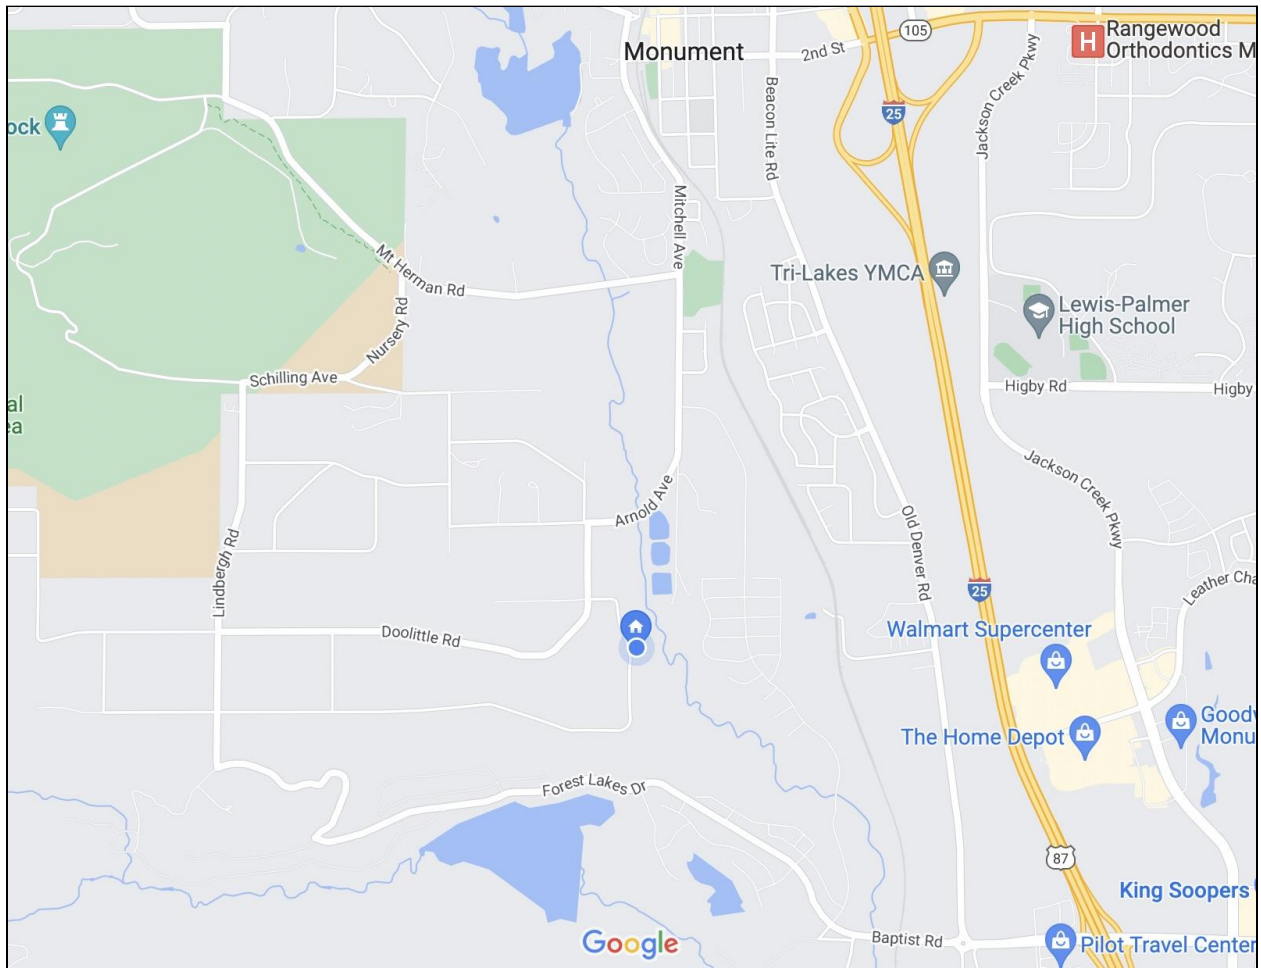 105
Rangewood
Orthodontics M
Monument
2nd St
Jackson Creek Pkwy
Beacon Lite Rd
25
ock
Mitchell Ave
Mt Herman Rd
Tri-Lakes YMCA
Lewis-Palmer
High School
Nursery Rd
Schilling Ave
Higby Rd
Higby
al
ea
Jackson Creek Pkwy
Arnold Ave
Old Denver Rd
Lindbergh Rd
25
Leather Cha
Doolittle Rd
Walmart Supercenter
The Home Depot
Goodw
Monu
Forest Lakes Dr
87
King Soopers
Google
Baptist Rd
Pilot Travel Center
H